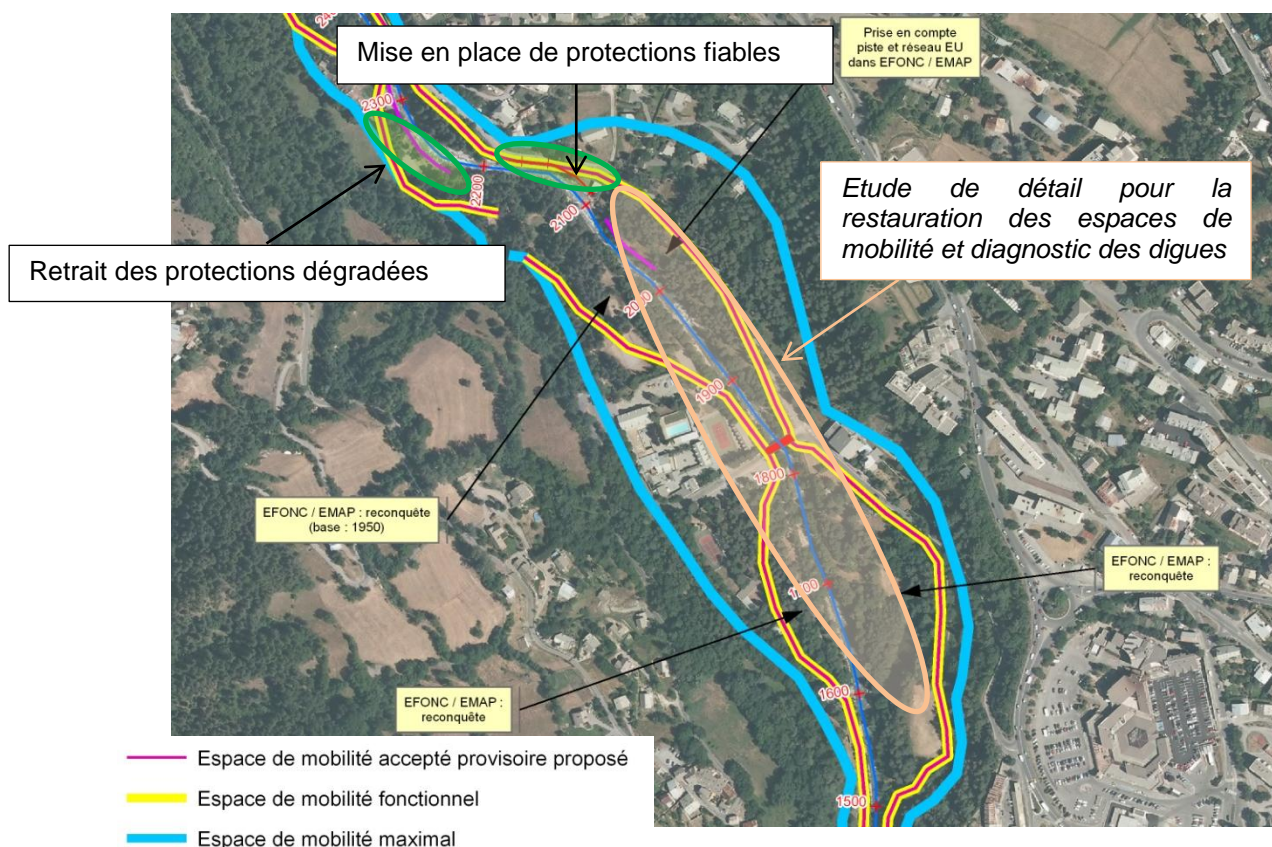 2400
Mise en place de protections fiables
Prise en compte
piste et réseau EU
dans EFONC / EMAP
2300
2200
2100
Etude de détail pour la
restauration des espaces de
mobilité et diagnostic des digues
Retrait des protections dégradées
1900
1800
EFONC / EMAP : reconquête
(base : 1950)
EFONC / EMAP :
reconquête
EFONC / EMAP :
reconquête
1600
1500
Espace de mobilité accepté provisoire proposé
Espace de mobilité fonctionnel
Espace de mobilité maximal